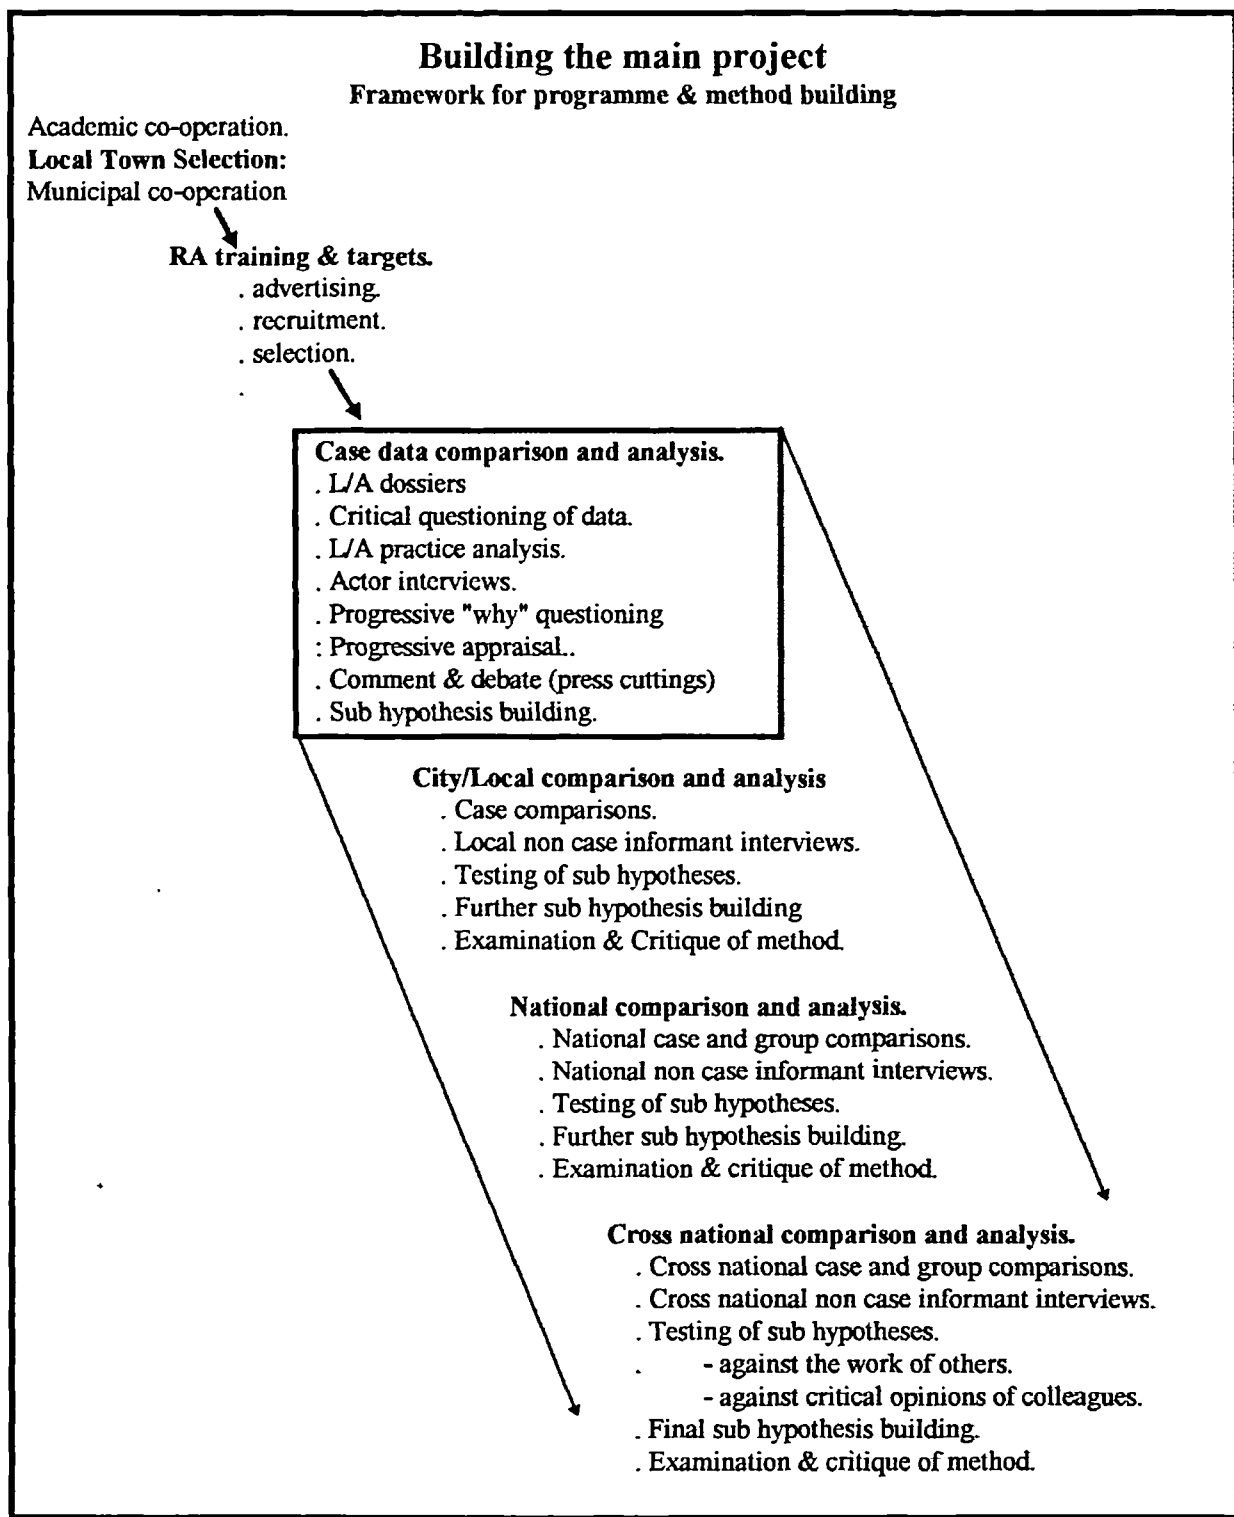 Building the main project
Framework for programme & method building
Academic co-operation.
Local Town Selection:
Municipal co-operation
RA training & targets.
. advertising.
. recruitment.
. selection.
.
Case data comparison and analysis.
. L/A dossiers
. Critical questioning of data.
. L/A practice analysis.
. Actor interviews.
. Progressive "why" questioning
: Progressive appraisal..
. Comment & debate (press cuttings)
. Sub hypothesis building.
City/Local comparison and analysis
. Case comparisons.
. Local non case informant interviews.
. Testing of sub hypotheses.
. Further sub hypothesis building
. Examination & Critique of method.
National comparison and analysis.
. National case and group comparisons.
. National non case informant interviews.
. Testing of sub hypotheses.
. Further sub hypothesis building.
. Examination & critique of method.
Cross national comparison and analysis.
. Cross national case and group comparisons.
. Cross national non case informant interviews.
. Testing of sub hypotheses.
. - against the work of others.
- against critical opinions of colleagues.
. Final sub hypothesis building.
. Examination & critique of method.